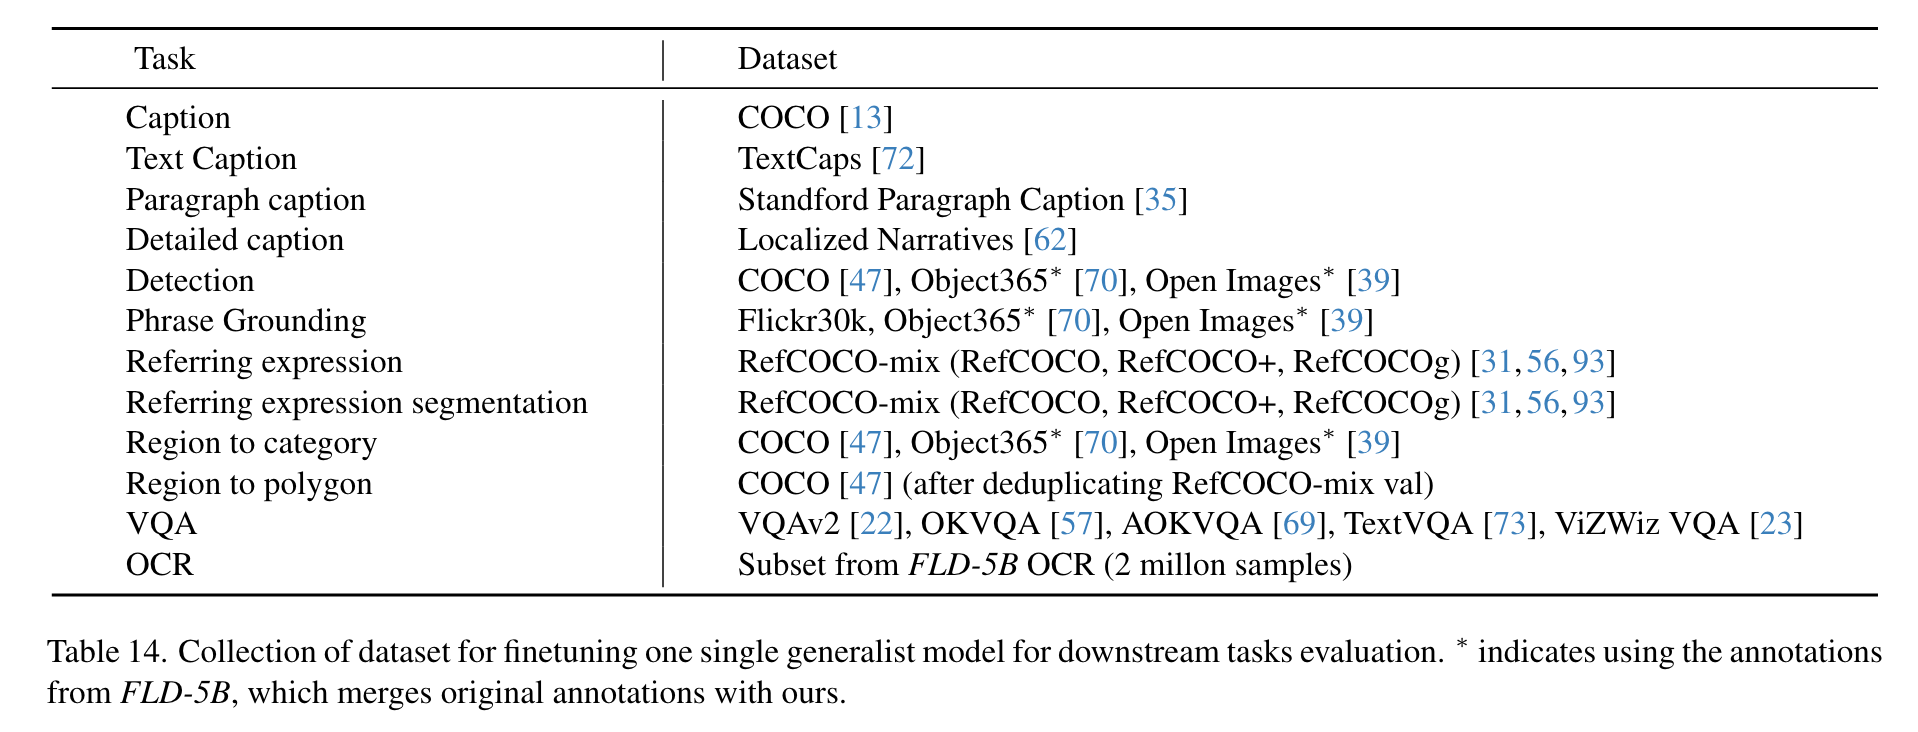 Task Dataset
Caption COCO [13]
Text Caption TextCaps [72]
Paragraph caption Standford Paragraph Caption [35]
Detailed caption Localized Narratives [62]
Detection COCO [47], Object365* [70], Open Images* [39]
Phrase Grounding Flickr30k, Object365* [70], Open Images* [39]
Referring expression RefCOCO-mix (RefCOCO, RefCOCO+, RefCOCOg) [31, 56, 93]
Referring expression segmentation RefCOCO-mix (RefCOCO, RefCOCO+, RefCOCOg) [31, 56, 93]
Region to category COCO [47], Object365* [70], Open Images* [39]
Region to polygon COCO [47] (after deduplicating RefCOCO-mix val)
VQA VQAv2 [22], OKVQA [57], AOKVQA [69], TextVQA [73], ViZWiz VQA [23]
OCR Subset from FLD-5B OCR (2 millon samples)
Table 14. Collection of dataset for finetuning one single generalist model for downstream tasks evaluation. * indicates using the annotations
from FLD-5B, which merges original annotations with ours.